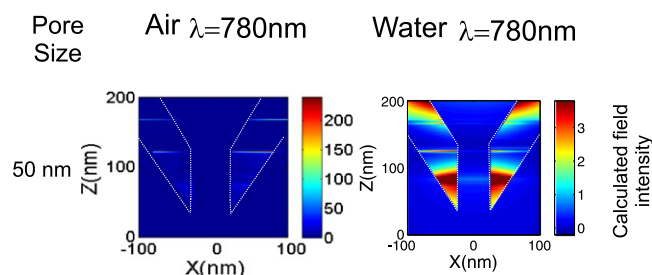 Pore Size
Air λ=780nm
Water λ=780nm
50 nm
Z(nm)
200
100
0
-100
0
100
X(nm)
200
150
100
50
0
Z(nm)
200
100
0
-100
0
100
X(nm)
3
2
1
0
Calculated field
intensity